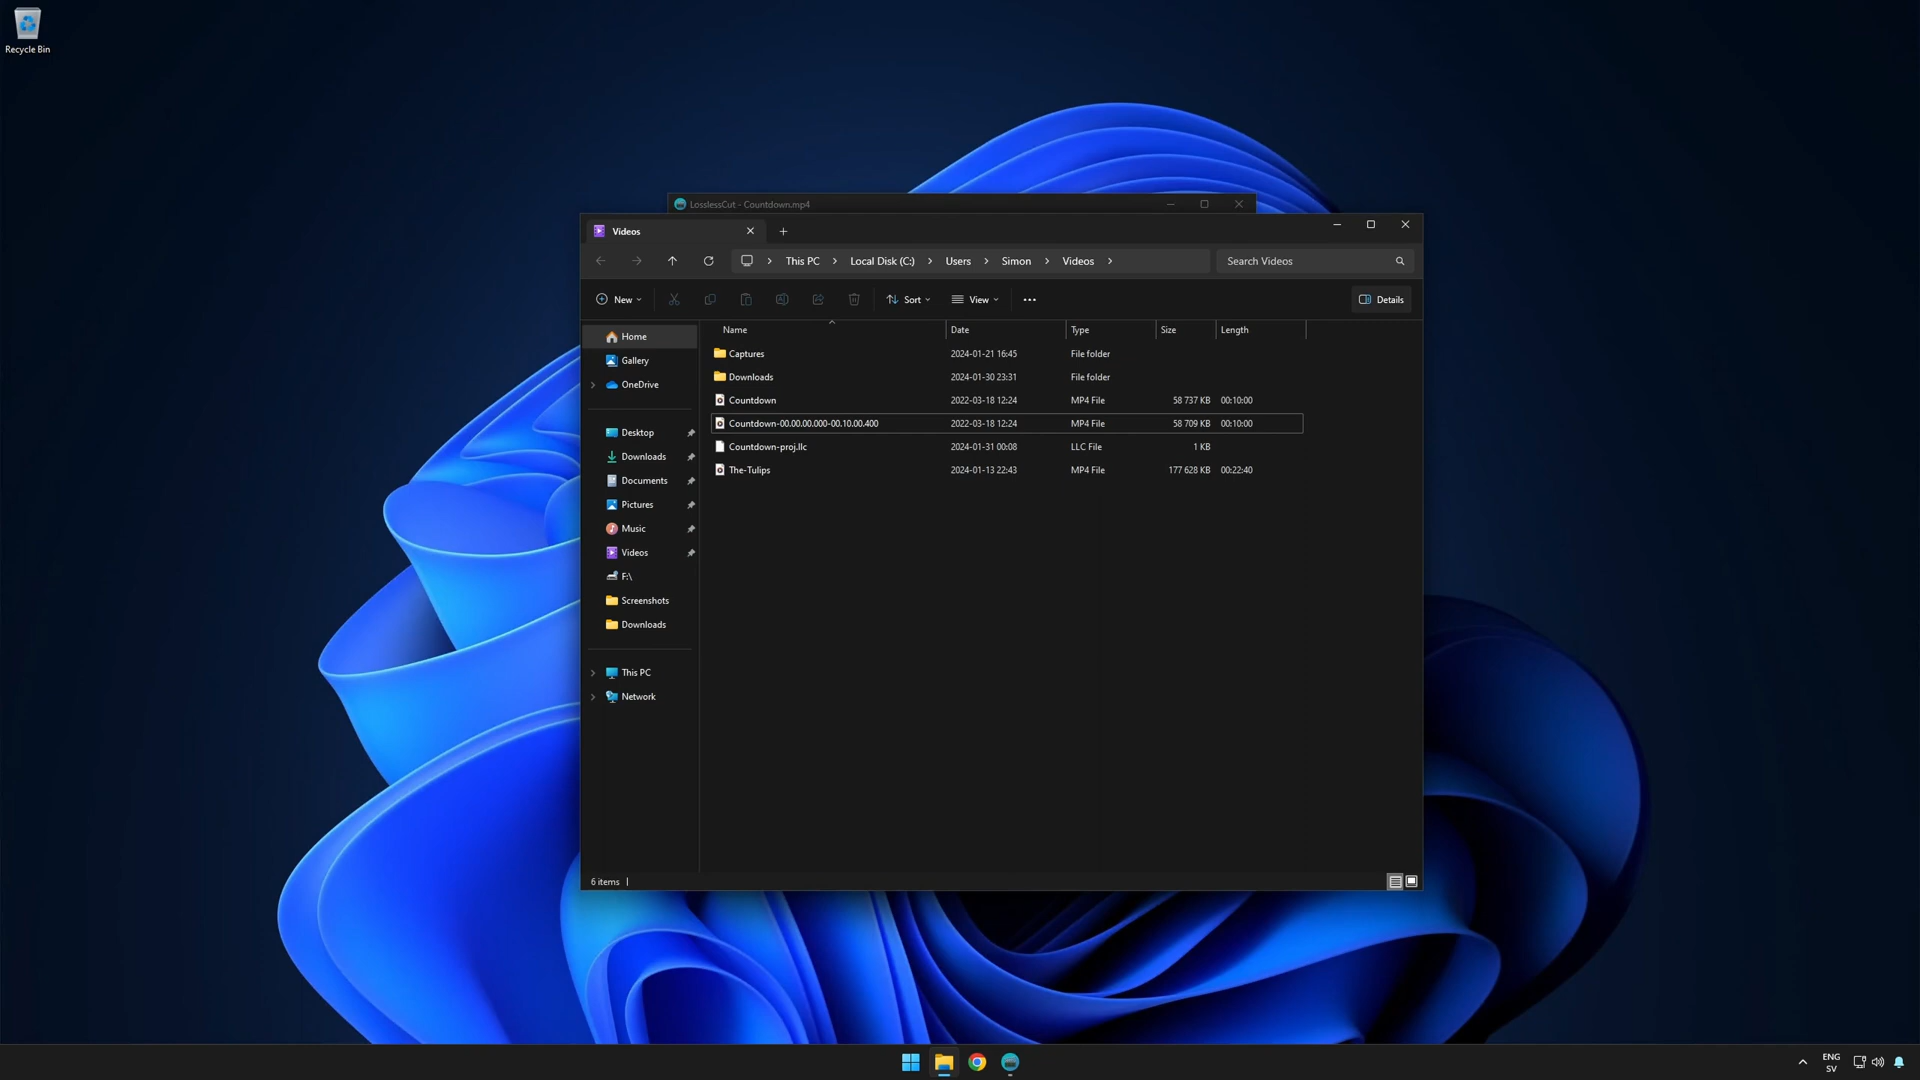 Recycle Bin
LosslessCut - Countdown.mp4
Videos
This PC
Local Disk (C:)
Users
Simon
Videos
Search Videos
New
Sort
View
Details
Name
Date
Type
Size
Length
Home
Gallery
OneDrive
Desktop
Downloads
Documents
Pictures
Music
Videos
F:\
Screenshots
Downloads
This PC
Network
Captures 2024-01-21 16:45 File folder
Downloads 2024-01-30 23:31 File folder
Countdown 2022-03-18 12:24 MP4 File 58 737 KB 00:10:00
Countdown-00.00.00.000-00.10.00.400 2022-03-18 12:24 MP4 File 58 709 KB 00:10:00
Countdown-proj.llc 2024-01-31 00:08 LLC File 1 KB
The-Tulips 2024-01-13 22:43 MP4 File 177 628 KB 00:22:40
6 items
ENG
SV